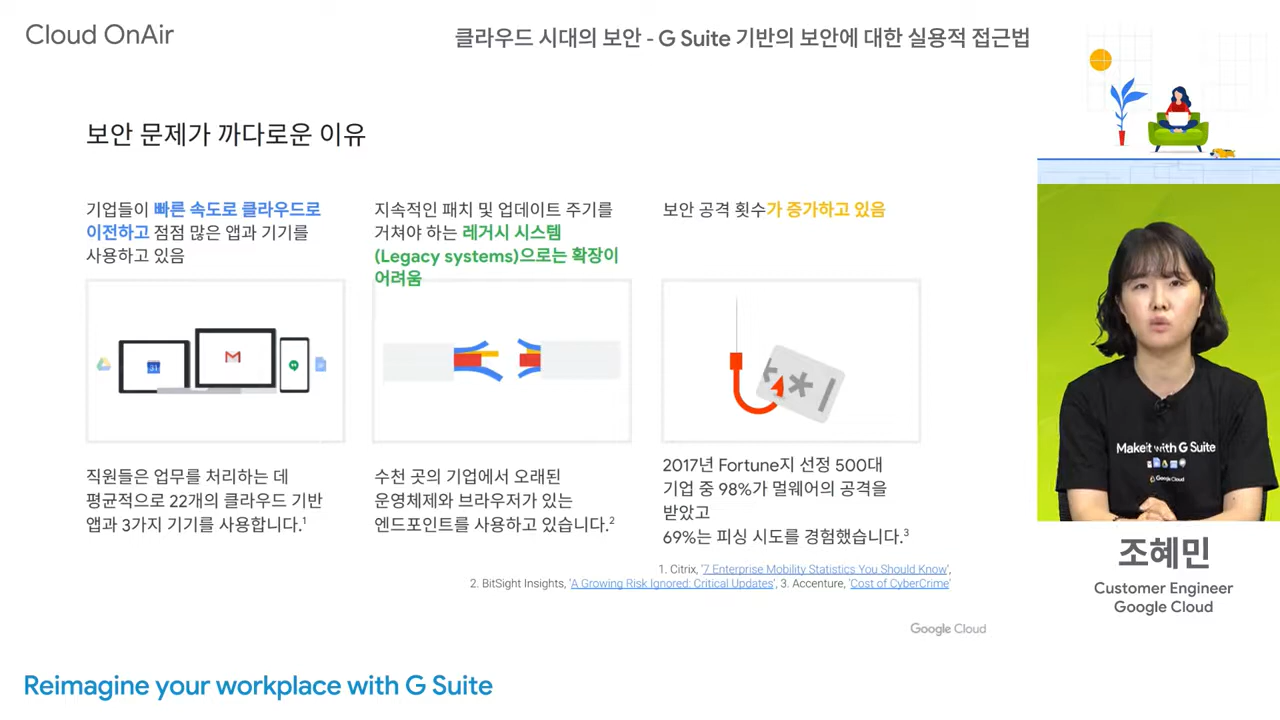 Cloud OnAir
클라우드 시대의 보안 - G Suite 기반의 보안에 대한 실용적 접근법
보안 문제가 까다로운 이유
기업들이 빠른 속도로 클라우드로
이전하고 점점 많은 앱과 기기를
사용하고 있음
지속적인 패치 및 업데이트 주기를
거쳐야 하는 레거시 시스템
(Legacy systems)으로는 확장이
어려움
보안 공격 횟수가 증가하고 있음
31
직원들은 업무를 처리하는 데
평균적으로 22개의 클라우드 기반
앱과 3가지 기기를 사용합니다.1
수천 곳의 기업에서 오래된
운영체제와 브라우저가 있는
엔드포인트를 사용하고 있습니다.2
2017년 Fortune지 선정 500대
기업 중 98%가 멀웨어의 공격을
받았고
69%는 피싱 시도를 경험했습니다.3
1. Citrix, '7 Enterprise Mobility Statistics You Should Know',
2. BitSight Insights, 'A Growing Risk Ignored: Critical Updates', 3. Accenture, 'Cost of CyberCrime'
Google Cloud
Make it with G Suite
Google Cloud
조혜민
Customer Engineer
Google Cloud
Reimagine your workplace with G Suite